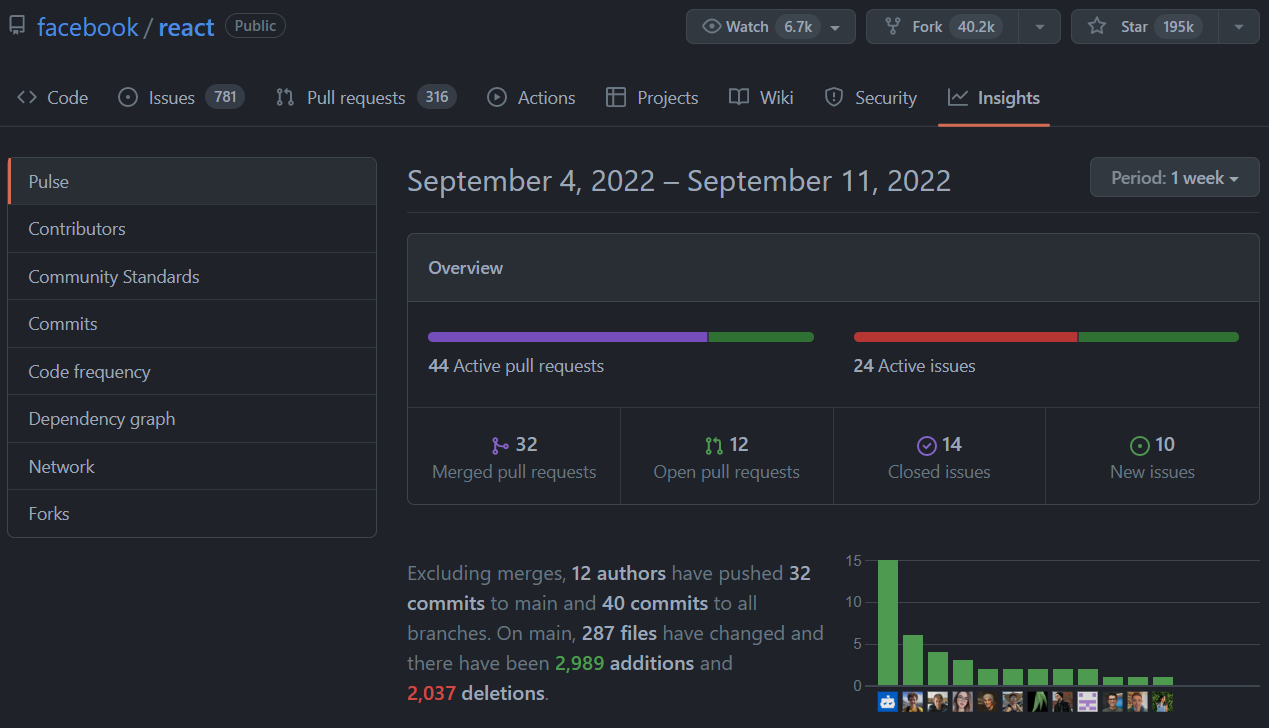 facebook / react Public
Watch 6.7k
Fork 40.2k
Star 195k
Code
Issues 781
Pull requests 316
Actions
Projects
Wiki
Security
Insights
Pulse
Contributors
Community Standards
Commits
Code frequency
Dependency graph
Network
Forks
September 4, 2022 – September 11, 2022
Period: 1 week
Overview
44 Active pull requests
24 Active issues
32
Merged pull requests
12
Open pull requests
14
Closed issues
10
New issues
Excluding merges, 12 authors have pushed 32
commits to main and 40 commits to all
branches. On main, 287 files have changed and
there have been 2,989 additions and
2,037 deletions.
15
10
5
0